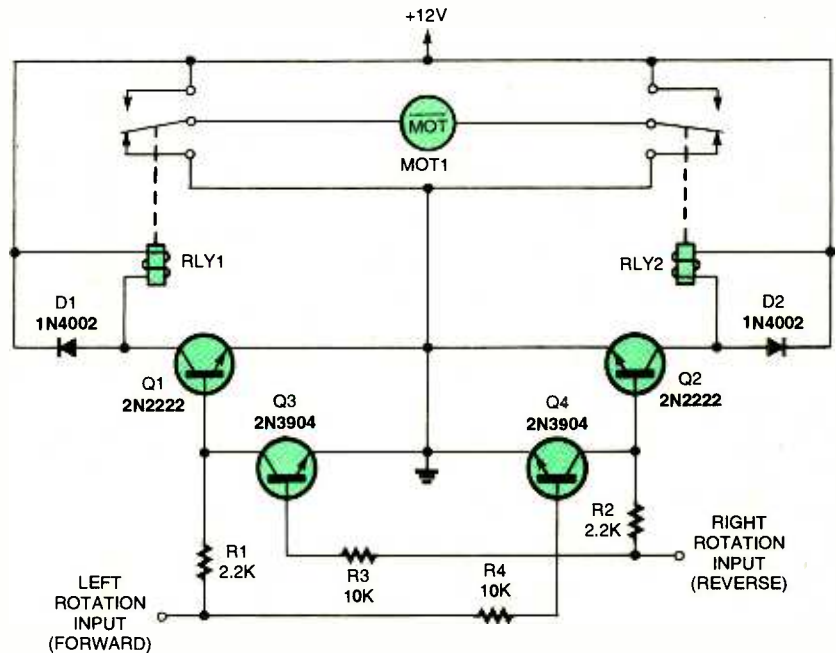 +12V
MOT
MOT1
RLY1
RLY2
D1
1N4002
D2
1N4002
Q1
2N2222
Q3
2N3904
Q4
2N3904
Q2
2N2222
R1
2.2K
R3
10K
R4
10K
R2
2.2K
RIGHT
ROTATION
INPUT
(REVERSE)
LEFT
ROTATION
INPUT
(FORWARD)